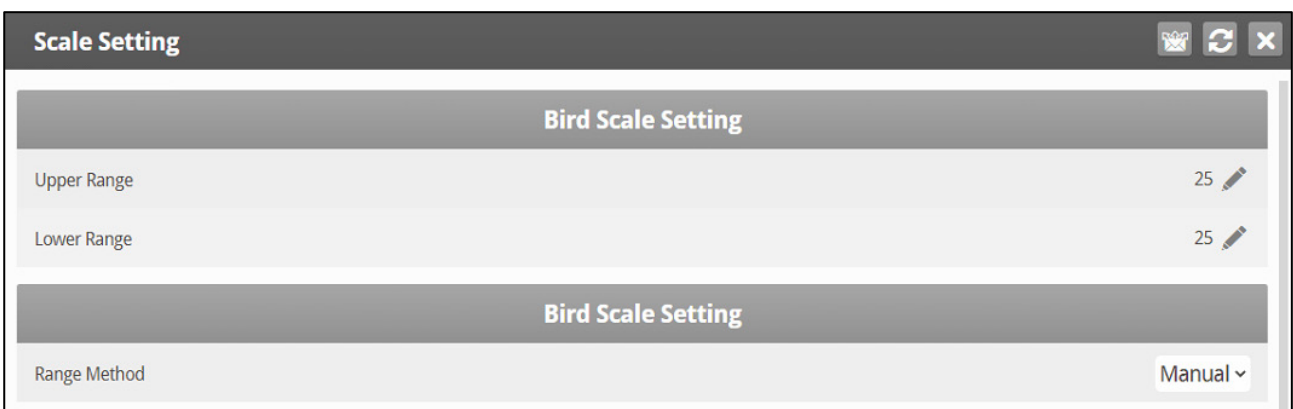 Scale Setting
Bird Scale Setting
Upper Range 25
Lower Range 25
Bird Scale Setting
Range Method Manual